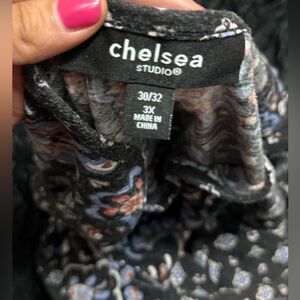 chelsea
STUDIO®
30/32
3X
MADE IN
CHINA